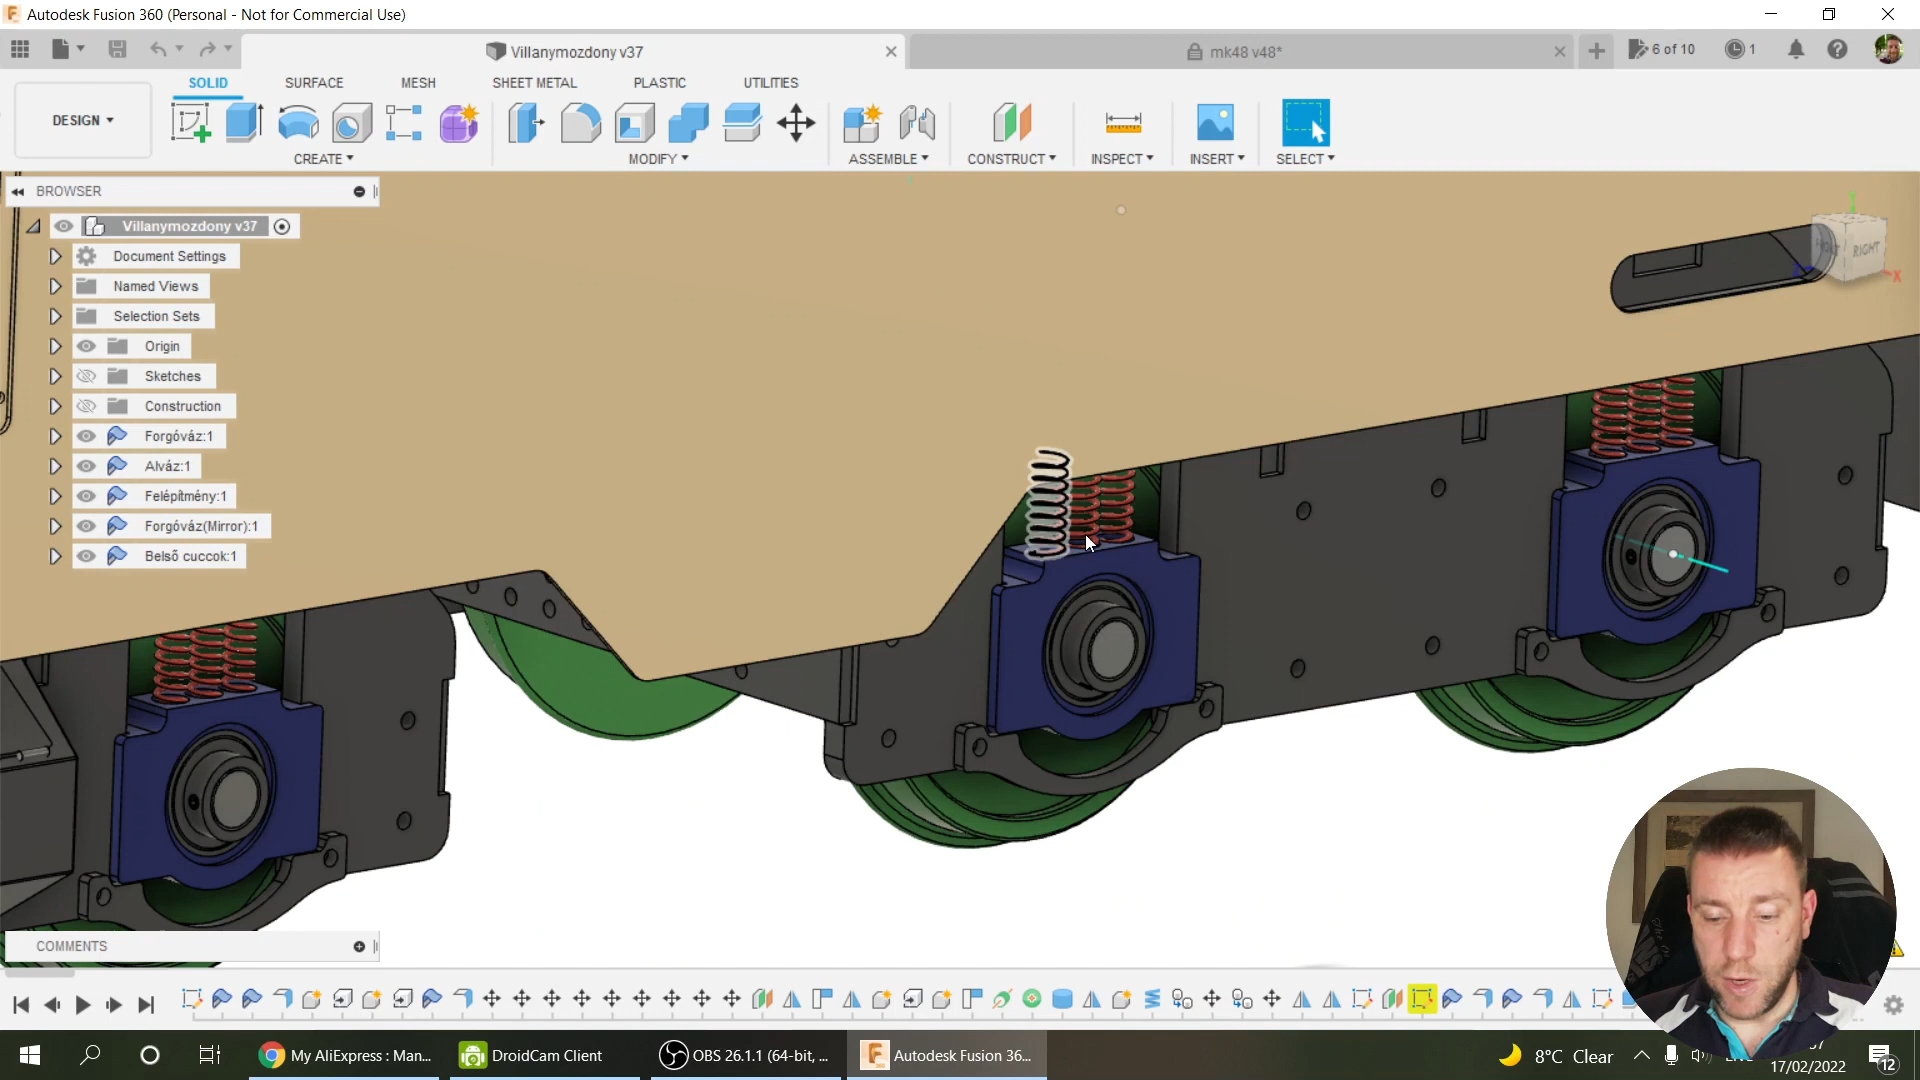 Autodesk Fusion 360 (Personal - Not for Commercial Use)
Villanymozdony v37
mk48 v48*
6 of 10
1
DESIGN
SOLID
SURFACE
MESH
SHEET METAL
PLASTIC
UTILITIES
CREATE
MODIFY
ASSEMBLE
CONSTRUCT
INSPECT
INSERT
SELECT
BROWSER
Villanymozdony v37
Document Settings
Named Views
Selection Sets
Origin
Sketches
Construction
Forgóváz:1
Alváz:1
Felépítmény:1
Forgóváz(Mirror):1
Belső cuccok:1
RIGHT
X
COMMENTS
My AliExpress : Man...
DroidCam Client
OBS 26.1.1 (64-bit, ...
Autodesk Fusion 36...
8°C Clear
17/02/2022
12